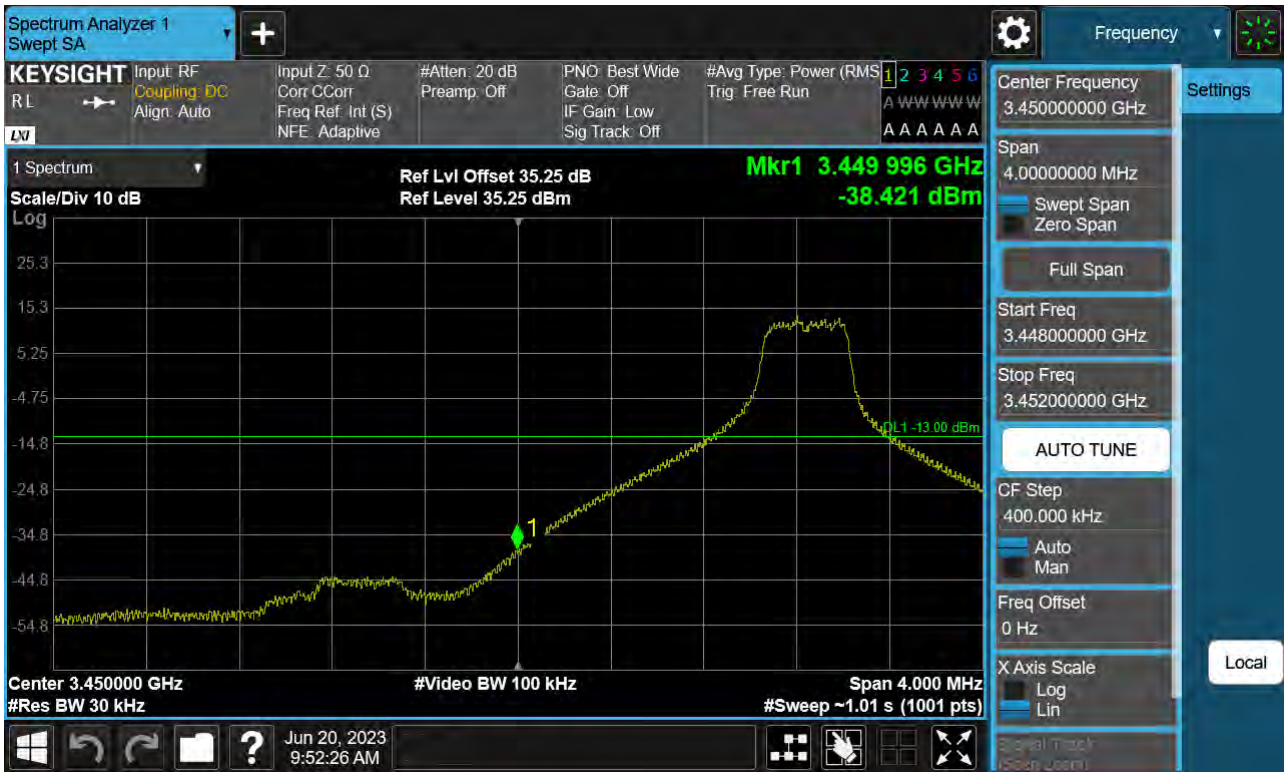 Spectrum Analyzer 1
Swept SA
+
Frequency
KEYSIGHT
RL
LXI
Input: RF
Coupling: DC
Align: Auto
Input Z: 50 Ω
Corr CCorr
Freq Ref: Int (S)
NFE: Adaptive
#Atten: 20 dB
Preamp: Off
PNO: Best Wide
Gate: Off
IF Gain: Low
Sig Track: Off
#Avg Type: Power (RMS
Trig: Free Run
1 2 3 4 5 6
A W W W W W
A A A A A A
1 Spectrum
Scale/Div 10 dB
Ref Lvl Offset 35.25 dB
Ref Level 35.25 dBm
Mkr1 3.449 996 GHz
-38.421 dBm
Log
25.3
15.3
5.25
-4.75
-14.8
-24.8
-34.8
-44.8
-54.8
DL1 -13.00 dBm
1
Center 3.450000 GHz
#Res BW 30 kHz
#Video BW 100 kHz
Span 4.000 MHz
#Sweep ~1.01 s (1001 pts)
Center Frequency
3.450000000 GHz
Span
4.00000000 MHz
Swept Span
Zero Span
Full Span
Start Freq
3.448000000 GHz
Stop Freq
3.452000000 GHz
AUTO TUNE
CF Step
400.000 kHz
Auto
Man
Freq Offset
0 Hz
X Axis Scale
Log
Lin
Signal Track
(Span Zoom)
Settings
Local
?
Jun 20, 2023
9:52:26 AM